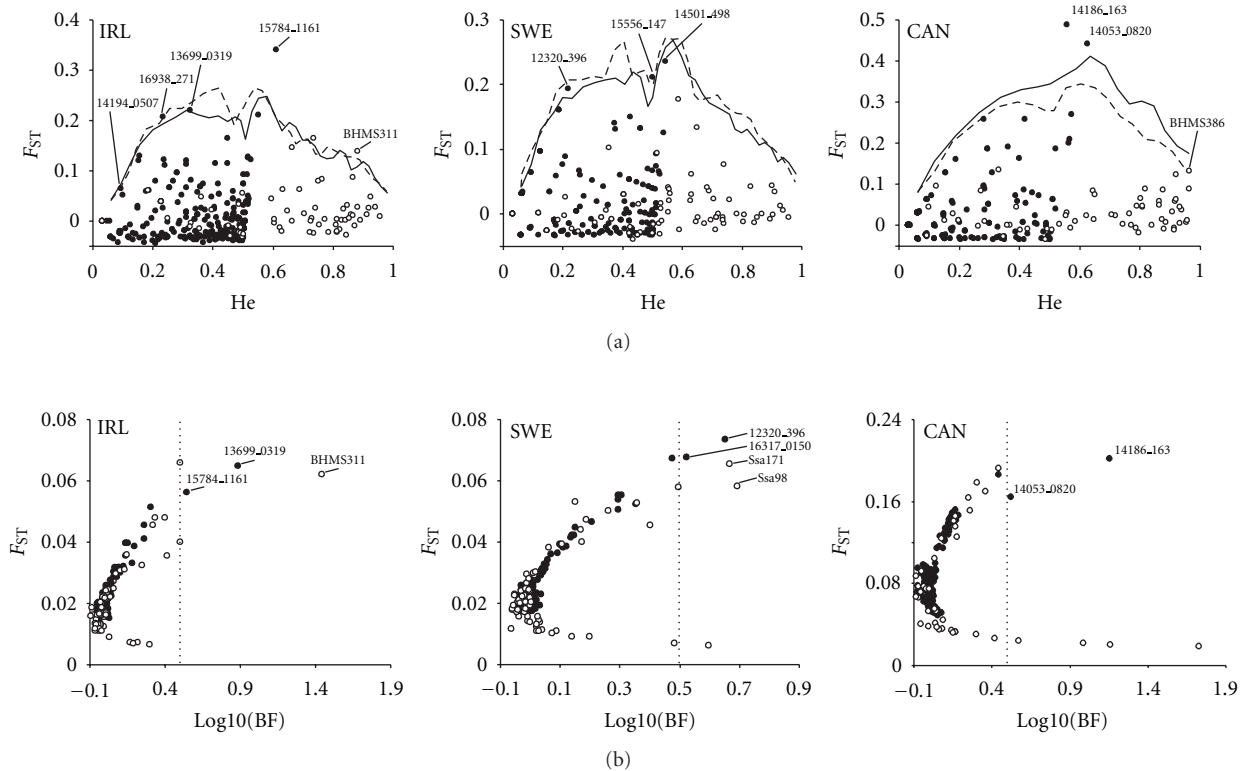 IRL
0.4
0.3
0.2
0.1
0
FST
15784_1161
13699_0319
16938_271
14194_0507
BHMS311
0 0.2 0.4 0.6 0.8 1
He
SWE
0.3
0.2
0.1
0
14501_498
15556_147
12320_396
0 0.2 0.4 0.6 0.8 1
He
CAN
0.5
0.4
0.3
0.2
0.1
0
14186_163
14053_0820
BHMS386
0 0.2 0.4 0.6 0.8 1
He
(a)
IRL
0.08
0.06
0.04
0.02
0
FST
13699_0319
BHMS311
15784_1161
−0.1 0.4 0.9 1.4 1.9
Log10(BF)
SWE
0.08
0.06
0.04
0.02
0
FST
12320_396
16317_0150
Ssa171
Ssa98
−0.1 0.1 0.3 0.5 0.7 0.9
Log10(BF)
CAN
0.24
0.16
0.08
0
FST
14186_163
14053_0820
−0.1 0.4 0.9 1.4 1.9
Log10(BF)
(b)